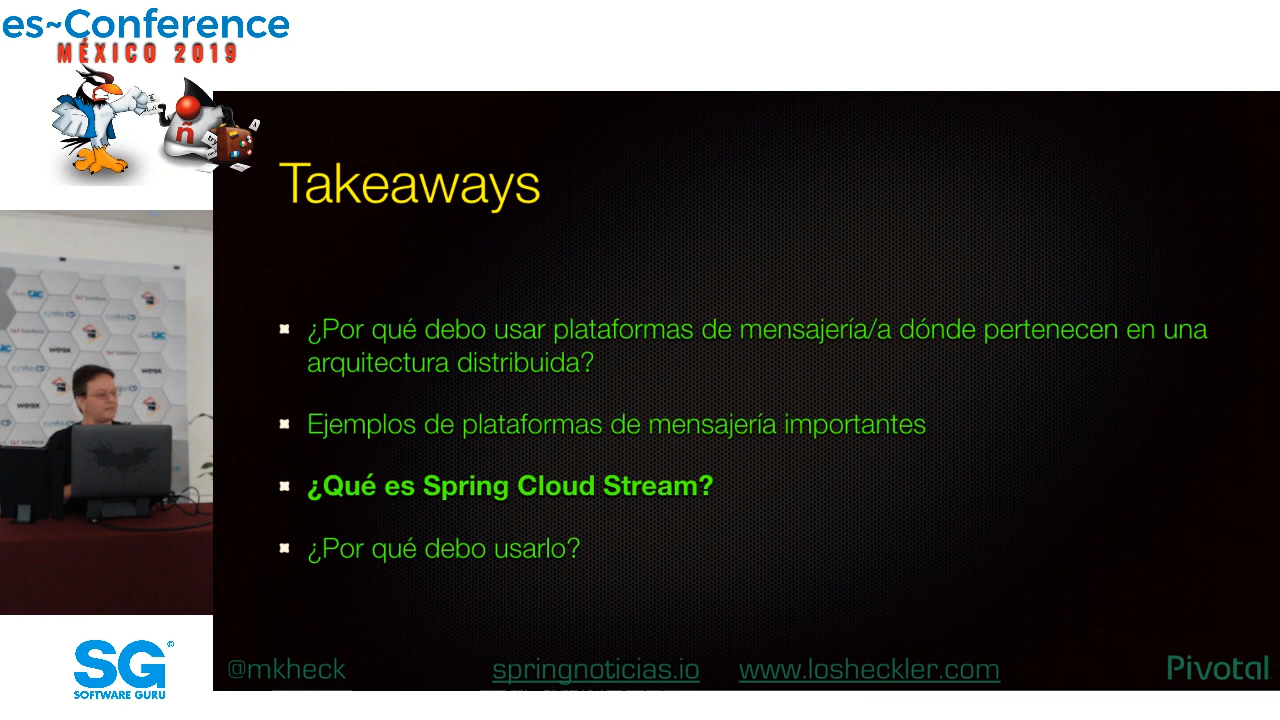 es~Conference
MÉXICO 2019
ñ
Takeaways
¿Por qué debo usar plataformas de mensajería/a dónde pertenecen en una
arquitectura distribuida?
Ejemplos de plataformas de mensajería importantes
¿Qué es Spring Cloud Stream?
¿Por qué debo usarlo?
@mkheck
springnoticias.io
www.losheckler.com
Pivotal
SG
SOFTWARE GURU